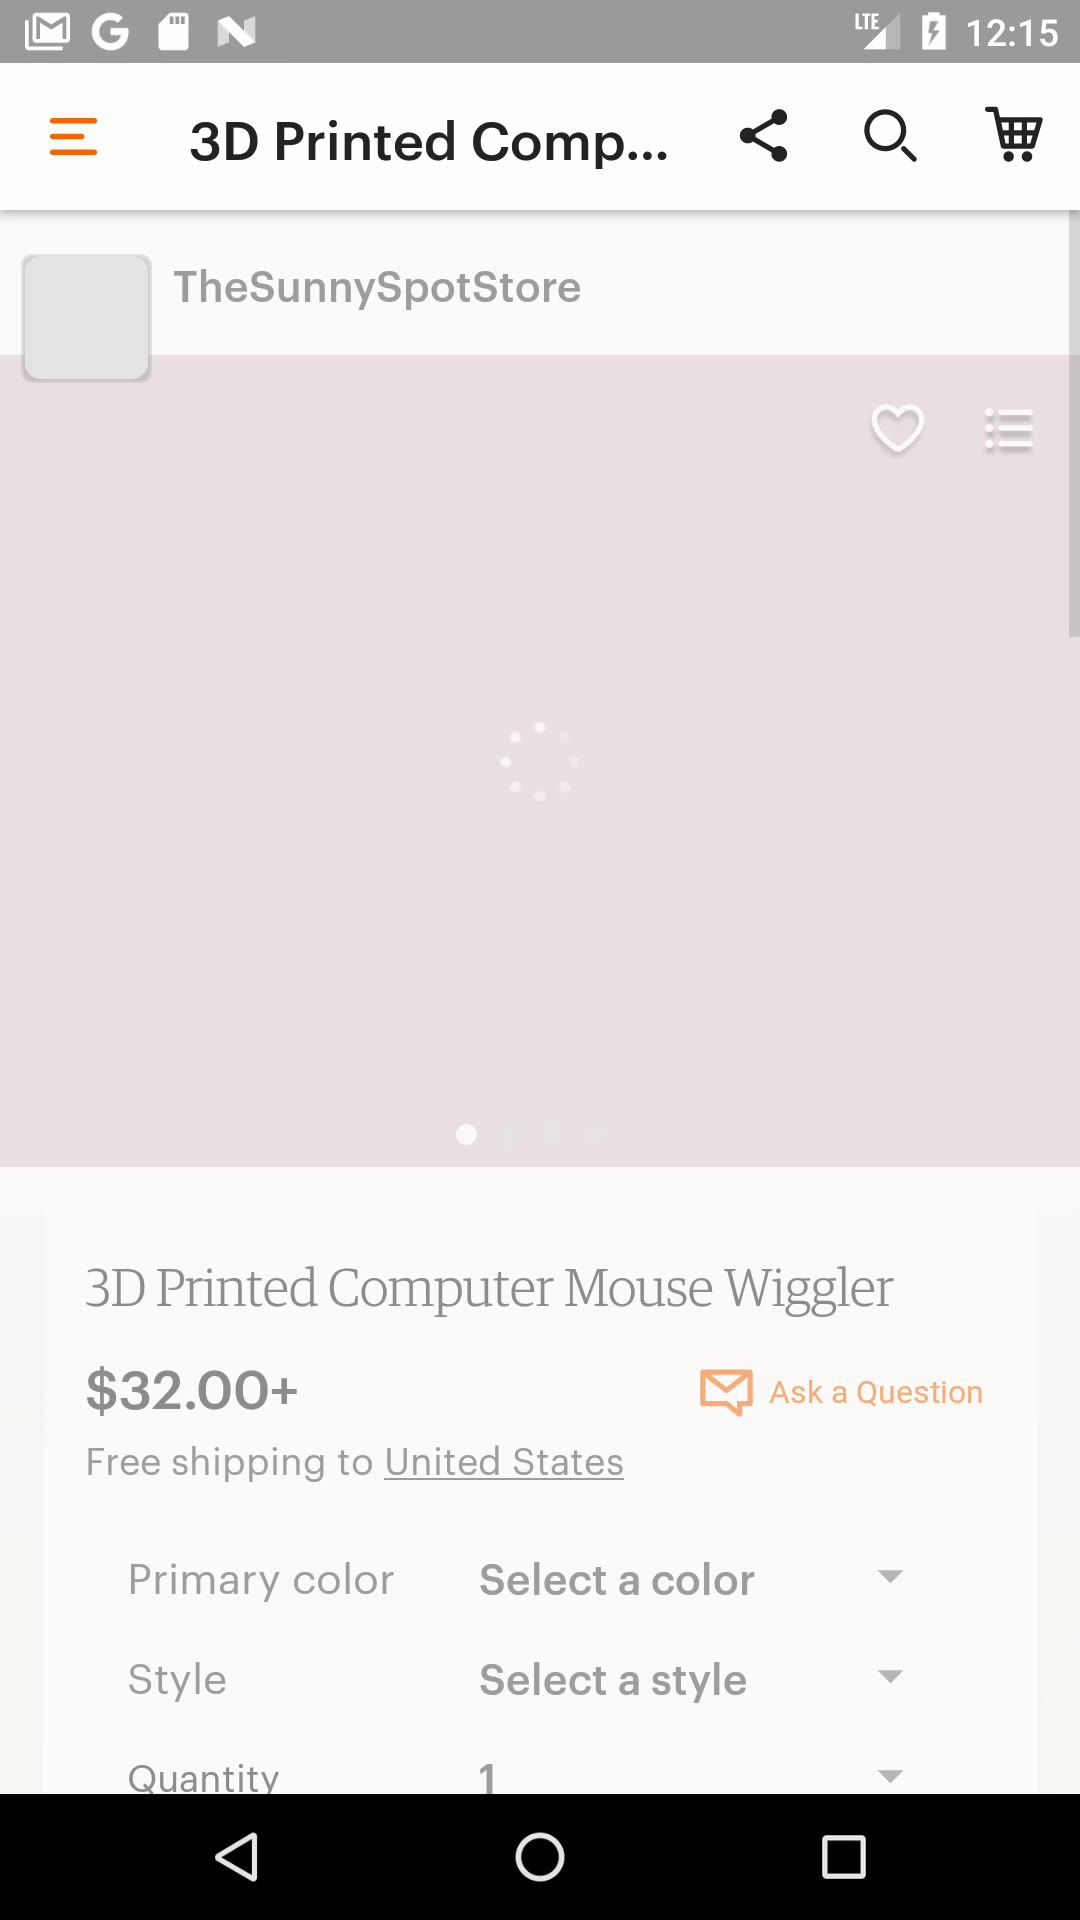 LTE 12:15
3D Printed Comp...
TheSunnySpotStore
3D Printed Computer Mouse Wiggler
$32.00+
Ask a Question
Free shipping to United States
Primary color Select a color
Style Select a style
Quantity 1